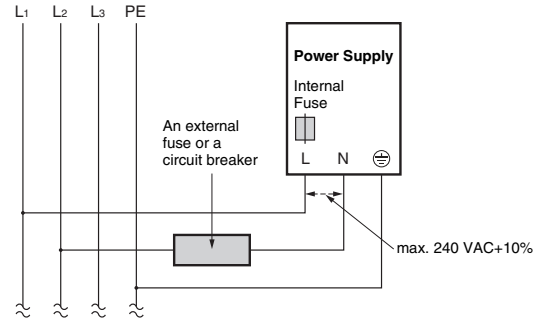 L1 L2 L3 PE
Power Supply
Internal
Fuse
An external
fuse or a
circuit breaker
L N
max. 240 VAC+10%